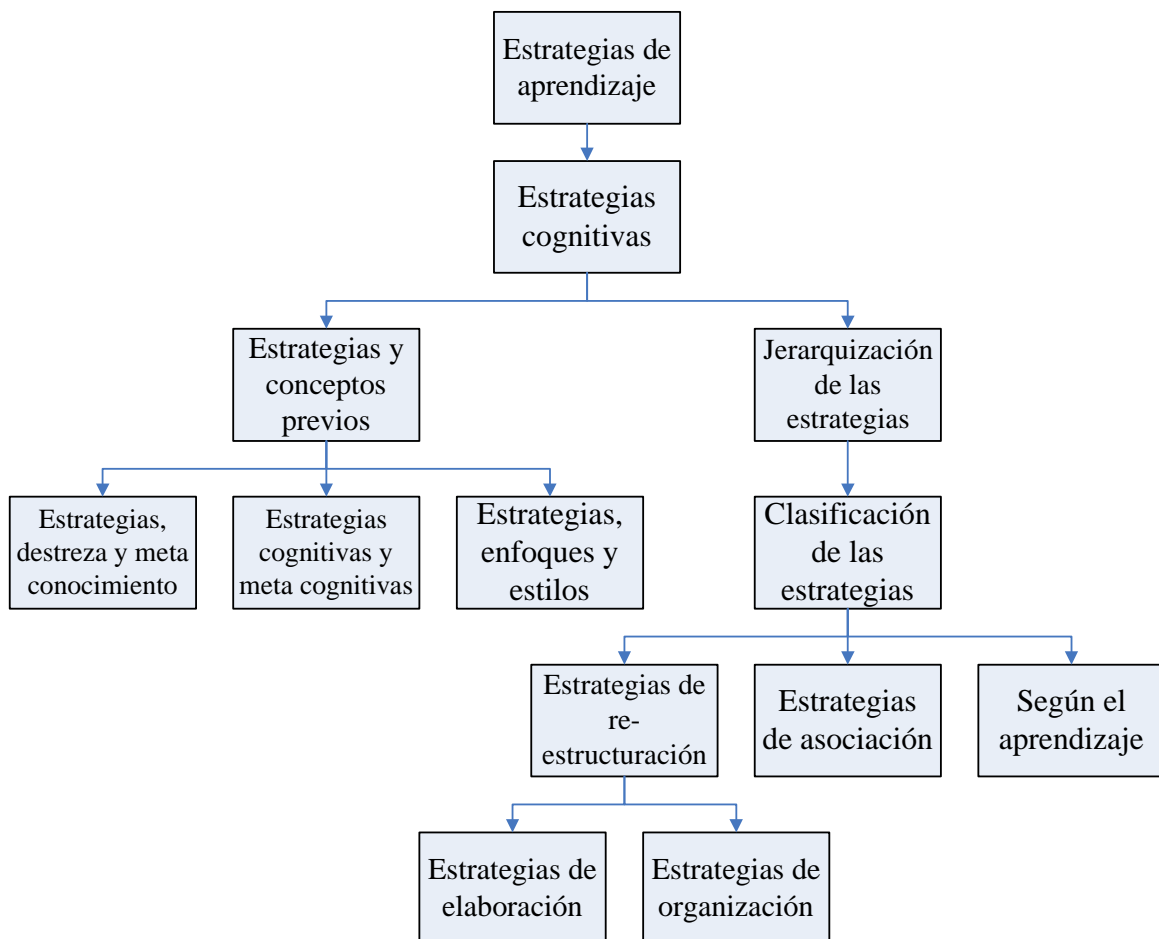 Estrategias de
aprendizaje
Estrategias
cognitivas
Estrategias y
conceptos
previos
Jerarquización
de las
estrategias
Estrategias,
destreza y meta
conocimiento
Estrategias
cognitivas y
meta cognitivas
Estrategias,
enfoques y
estilos
Clasificación
de las
estrategias
Estrategias de
re-
estructuración
Estrategias
de asociación
Según el
aprendizaje
Estrategias de
elaboración
Estrategias de
organización